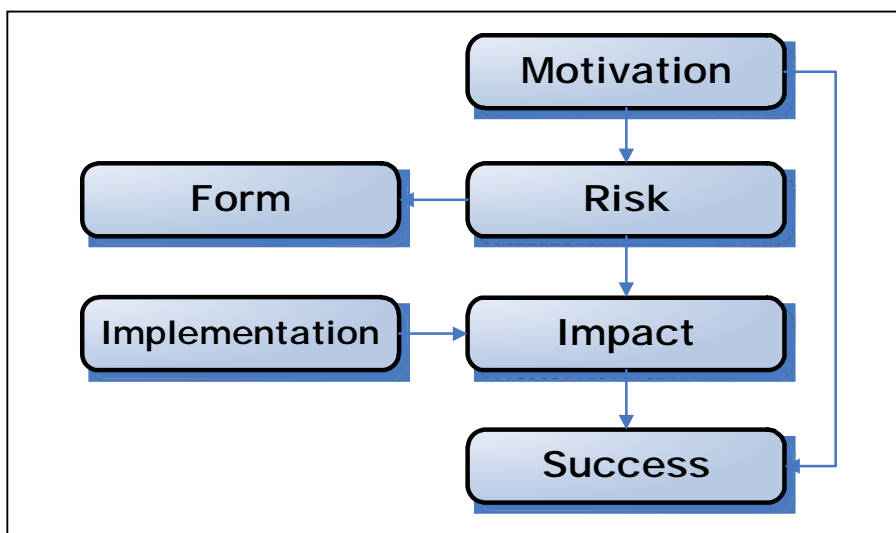 Motivation
Form
Risk
Implementation
Impact
Success